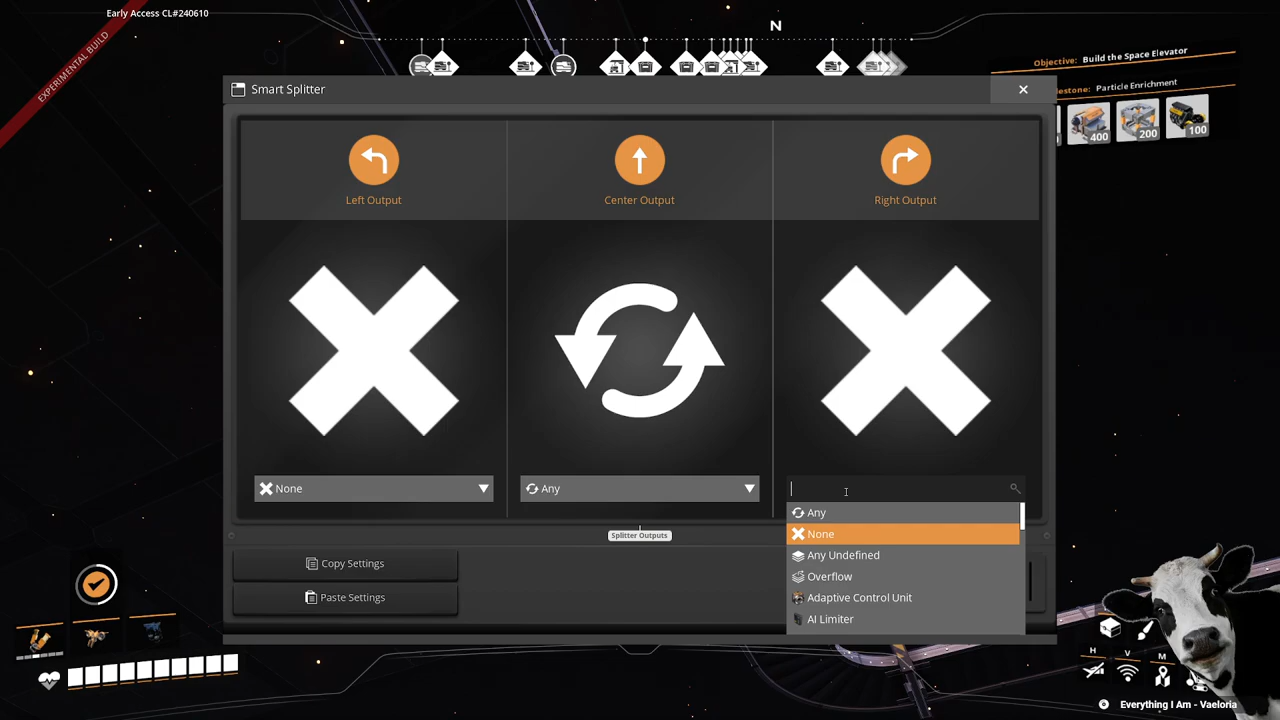 Early Access CL#240610
EXPERIMENTAL BUILD
N
Objective: Build the Space Elevator
estone: Particle Enrichment
400
200
100
Smart Splitter
Left Output
Center Output
Right Output
None
Any
Any
None
Any Undefined
Overflow
Adaptive Control Unit
AI Limiter
Splitter Outputs
Copy Settings
Paste Settings
H
V
M
Everything I Am - Vaeloria